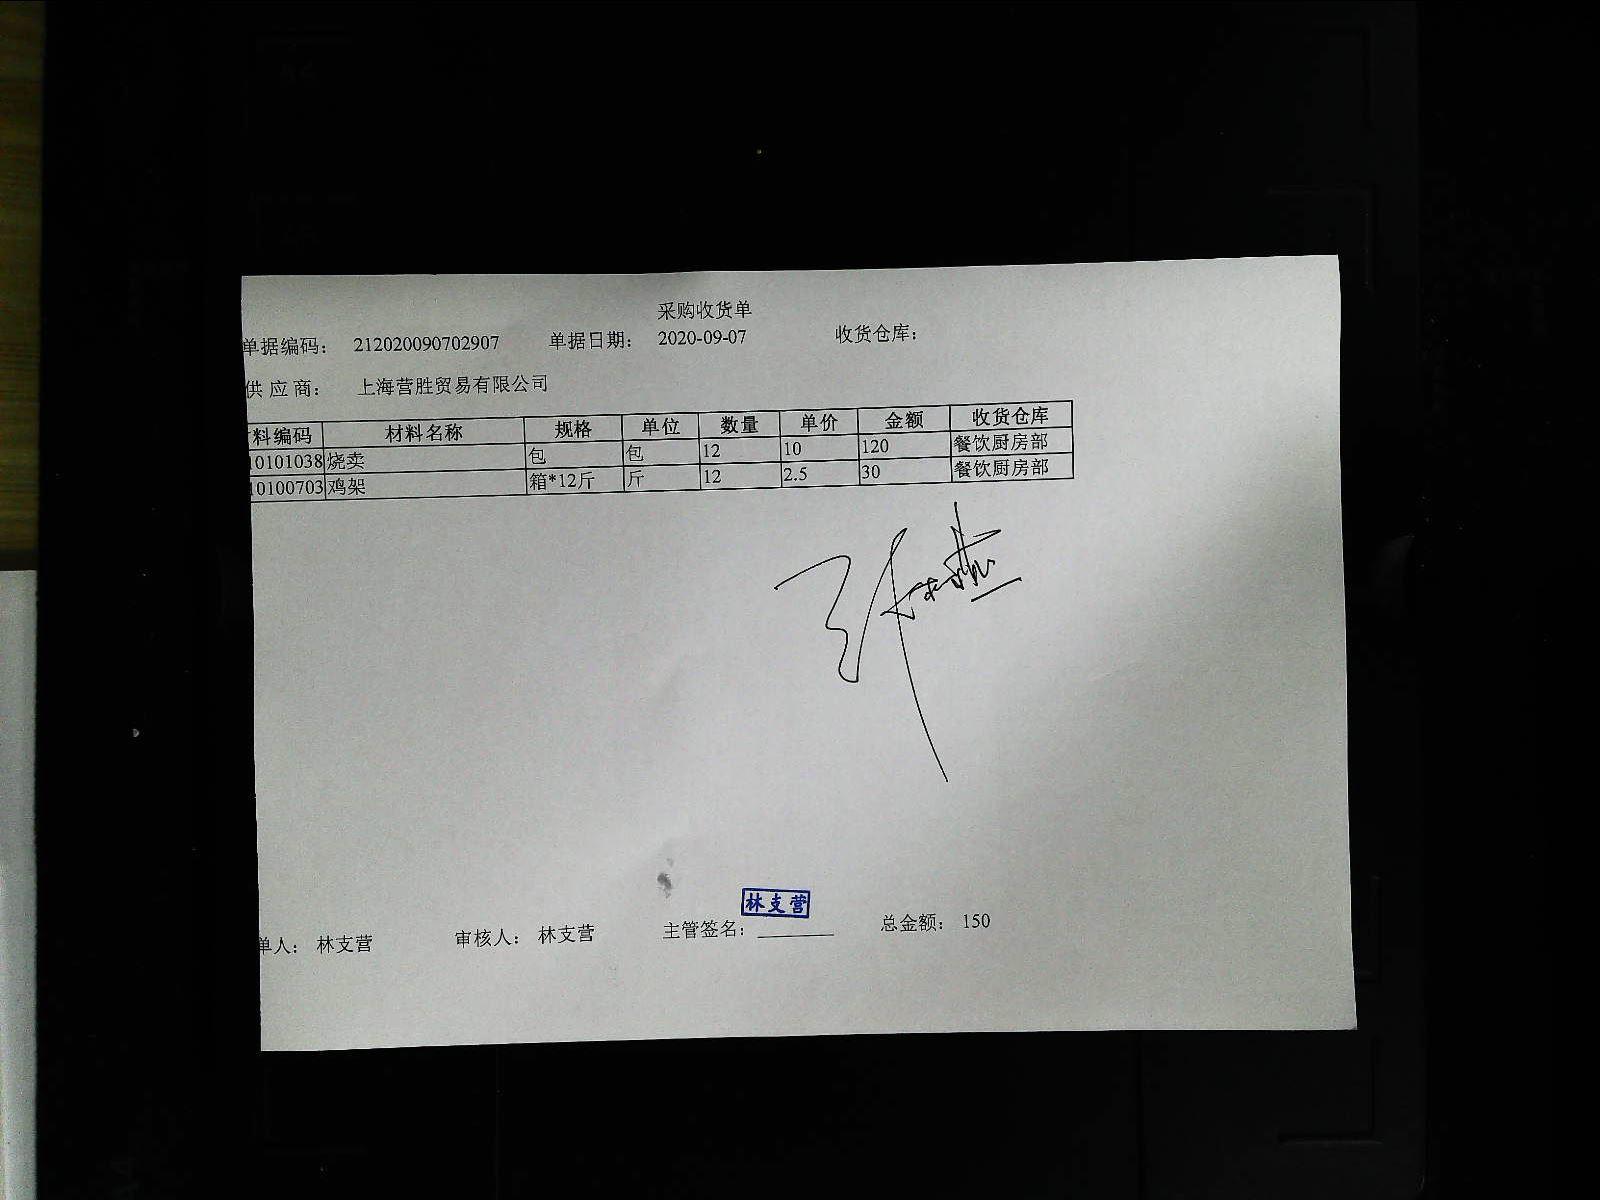 采购收货单
单据编码： 212020090702907 单据日期： 2020-09-07 收货仓库：
供 应 商： 上海营胜贸易有限公司
料编码 材料名称 规格 单位 数量 单价 金额 收货仓库
10101038 烧卖 包 包 12 10 120 餐饮厨房部
10100703 鸡架 箱*12斤 斤 12 2.5 30 餐饮厨房部
林支营
单人： 林支营 审核人： 林支营 主管签名： 总金额： 150